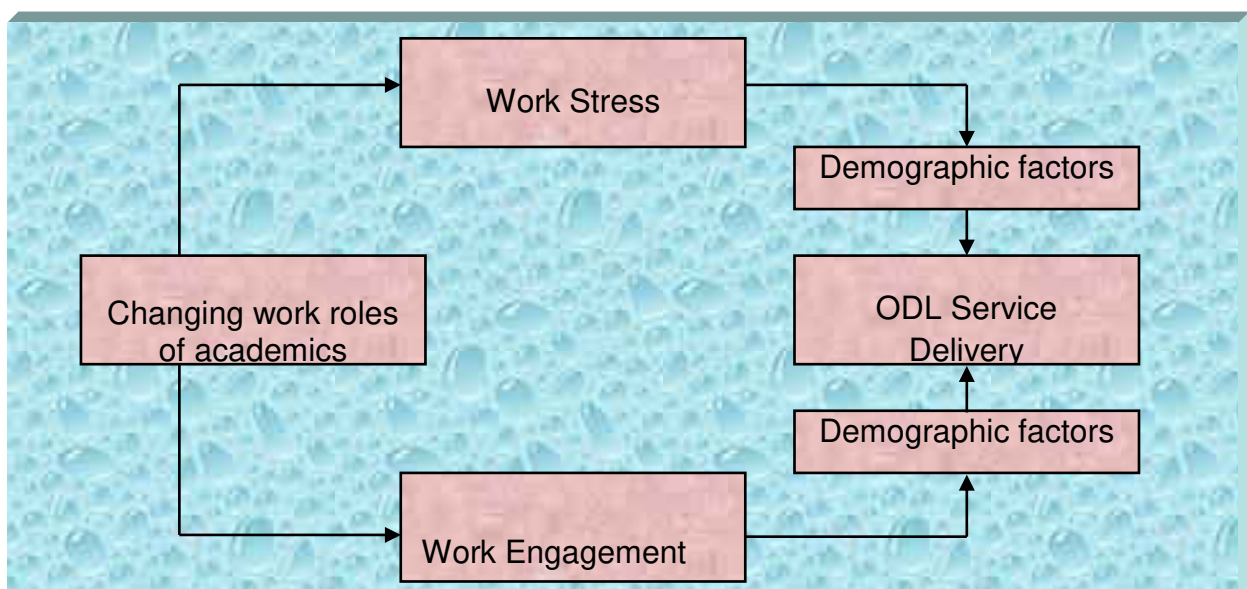 Work Stress
Demographic factors
Changing work roles
of academics
ODL Service
Delivery
Demographic factors
Work Engagement